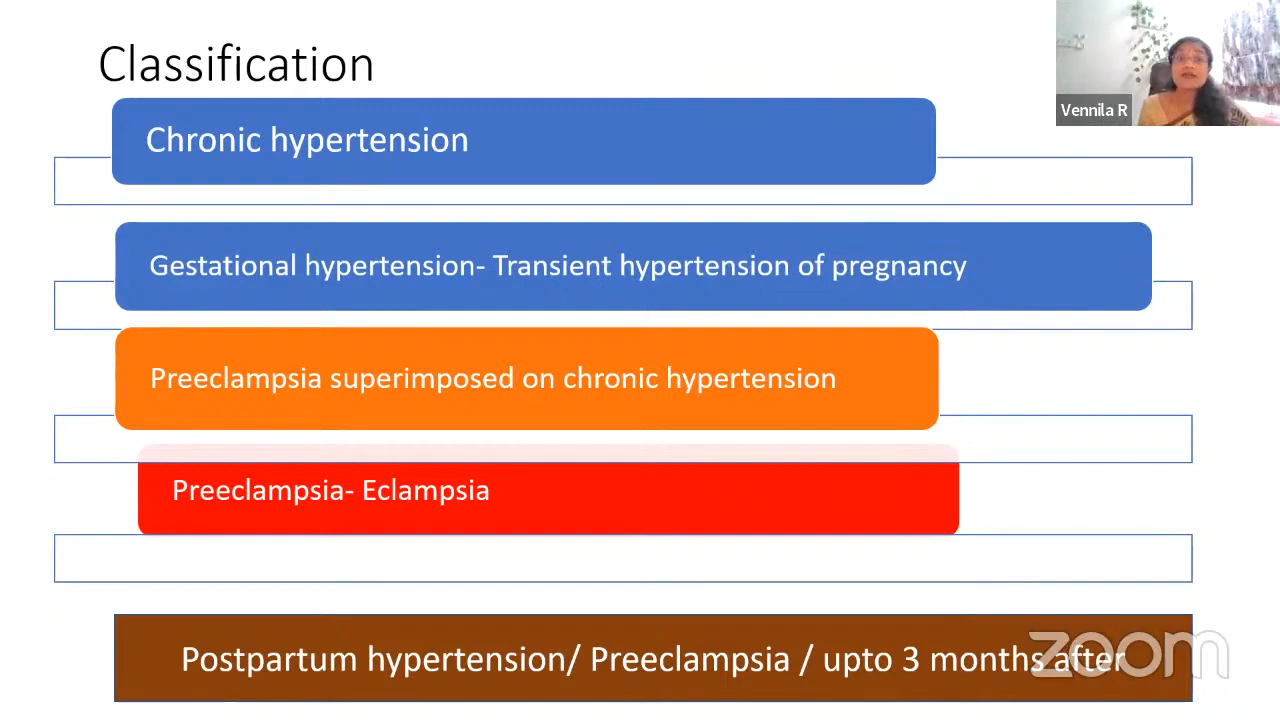 Classification
Vennila R
Chronic hypertension
Gestational hypertension- Transient hypertension of pregnancy
Preeclampsia superimposed on chronic hypertension
Preeclampsia- Eclampsia
Postpartum hypertension/ Preeclampsia / upto 3 months after
zoom